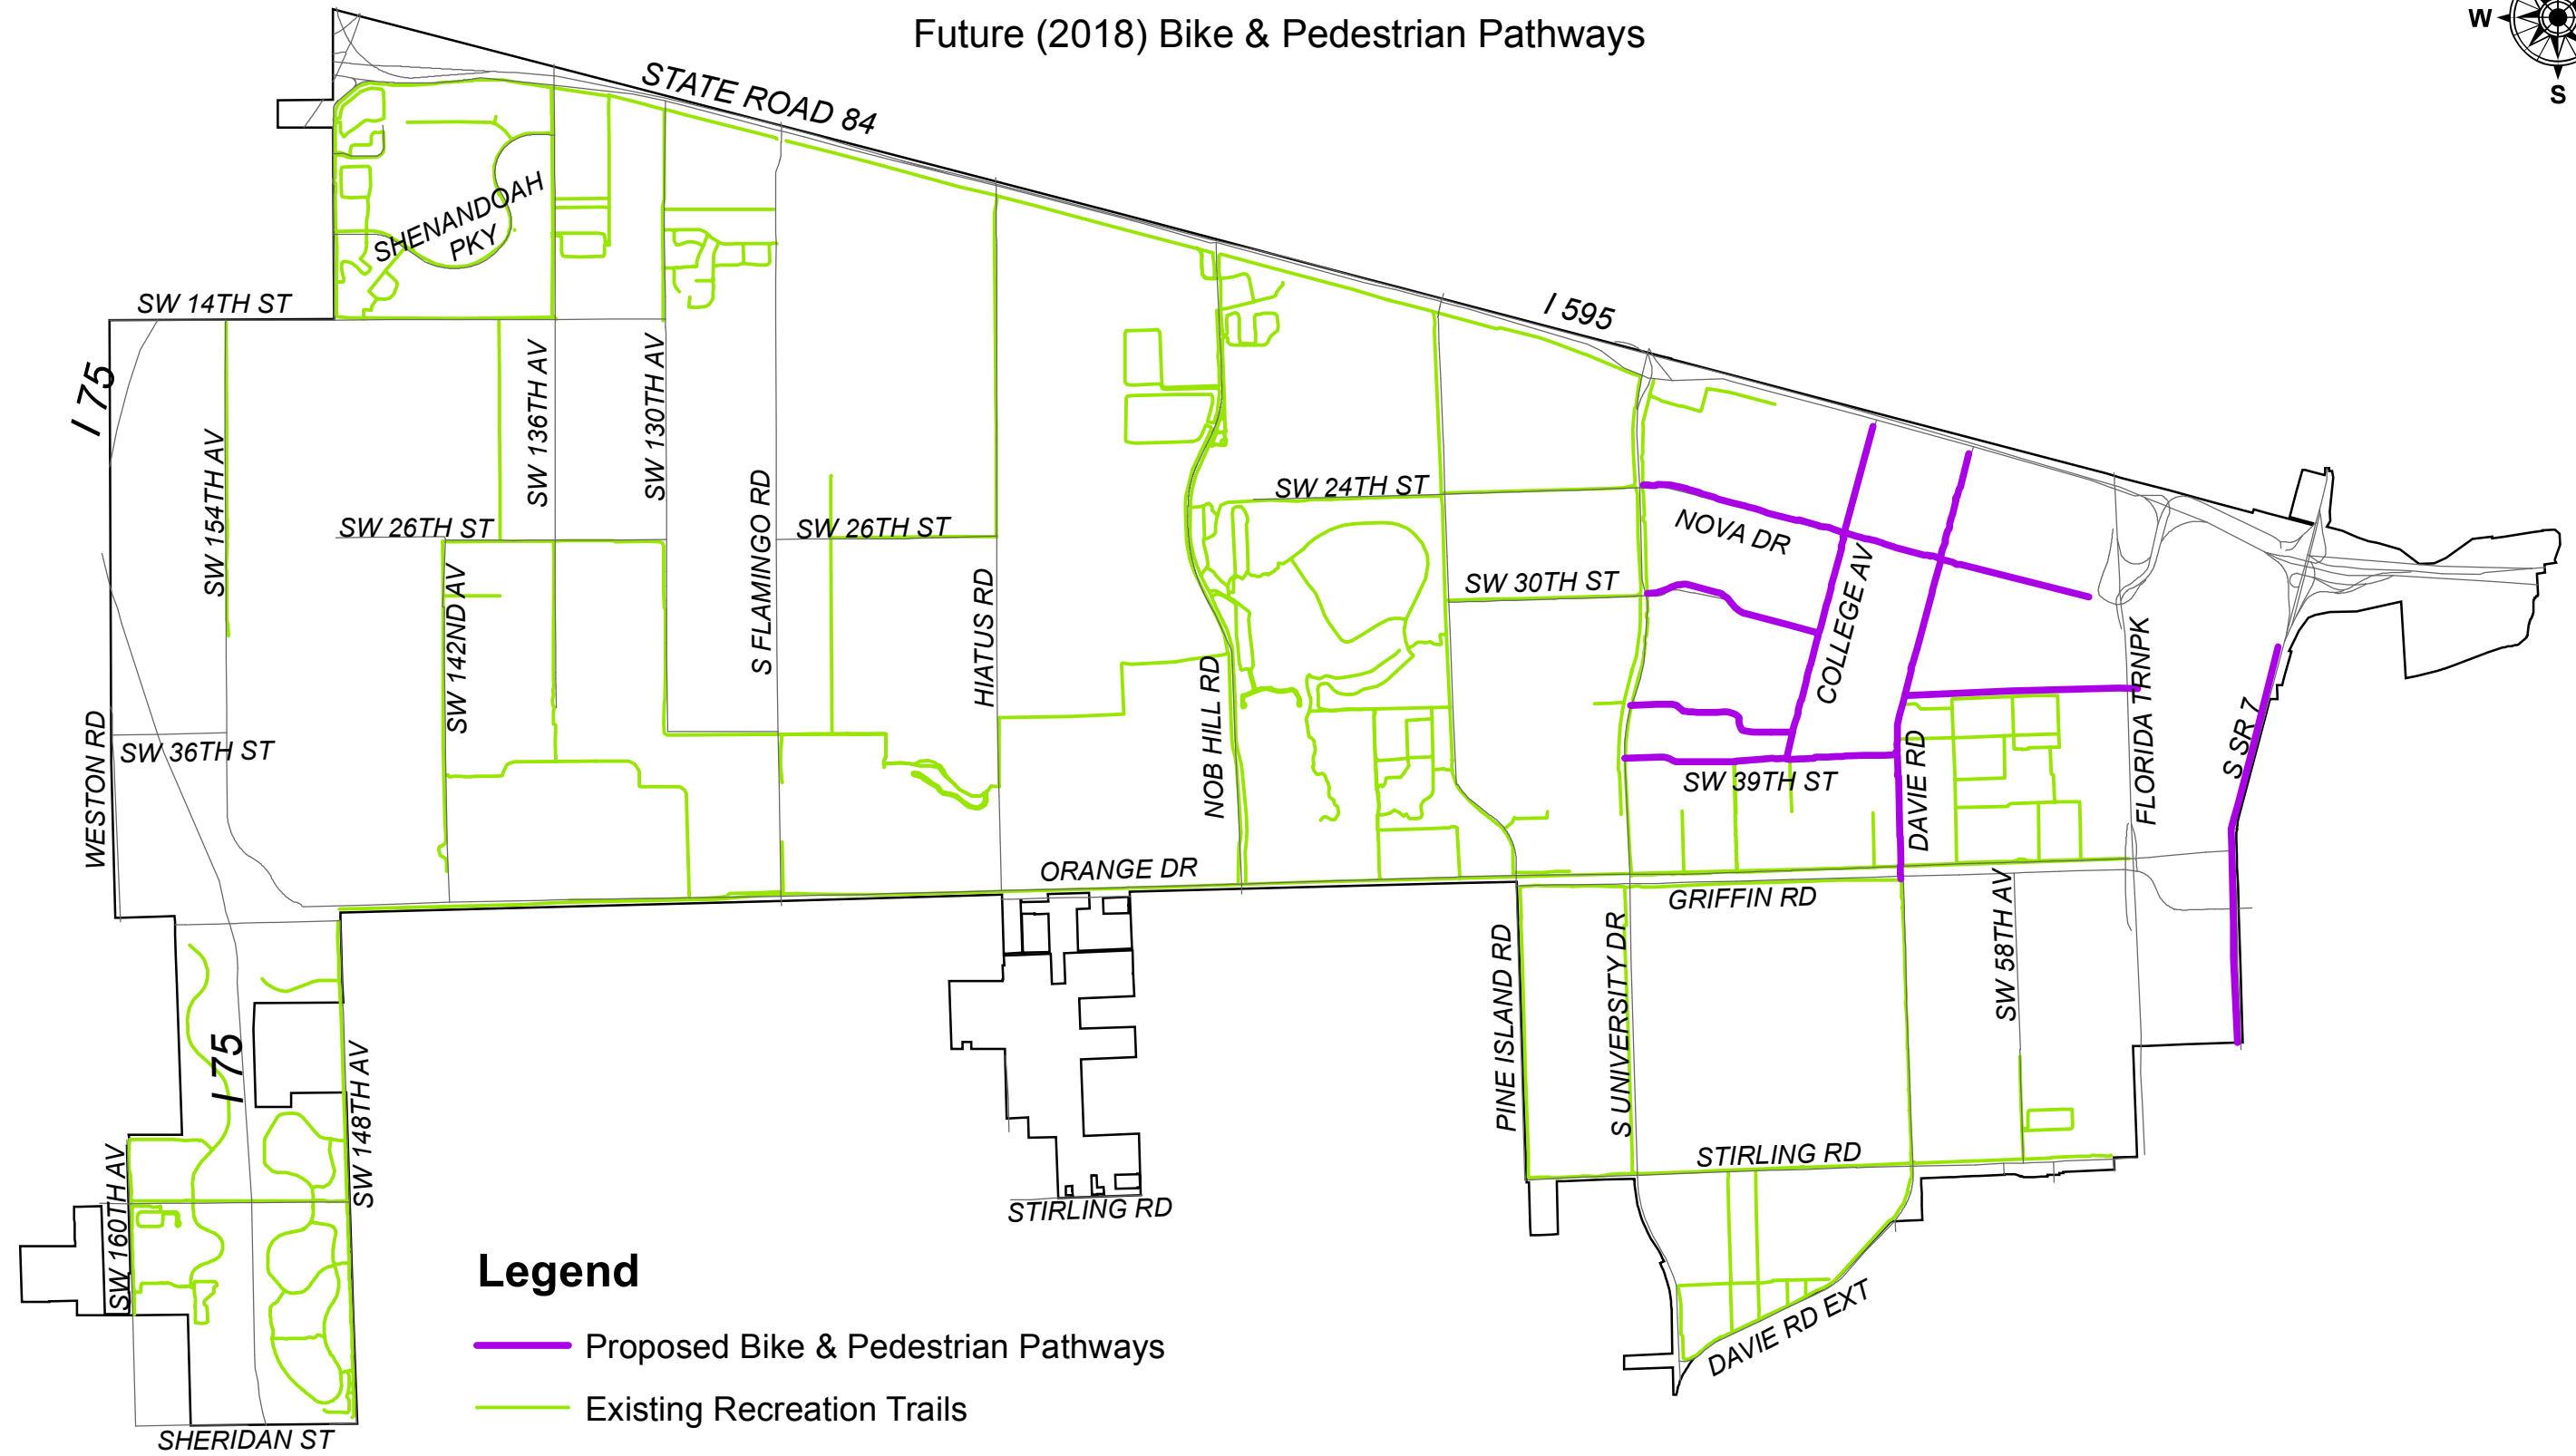 Future (2018) Bike & Pedestrian Pathways
W
S
STATE ROAD 84
SHENANDOAH
PKY
SW 14TH ST
I 595
I 75
SW 136TH AV
SW 130TH AV
SW 154TH AV
S FLAMINGO RD
SW 24TH ST
NOVA DR
SW 26TH ST
SW 26TH ST
SW 142ND AV
HIATUS RD
SW 30TH ST
COLLEGE AV
FLORIDA TRNPK
NOB HILL RD
S SR 7
WESTON RD
SW 36TH ST
SW 39TH ST
DAVIE RD
ORANGE DR
GRIFFIN RD
SW 58TH AV
PINE ISLAND RD
S UNIVERSITY DR
I 75
SW 148TH AV
SW 160TH AV
STIRLING RD
STIRLING RD
DAVIE RD EXT
Legend
Proposed Bike & Pedestrian Pathways
Existing Recreation Trails
SHERIDAN ST